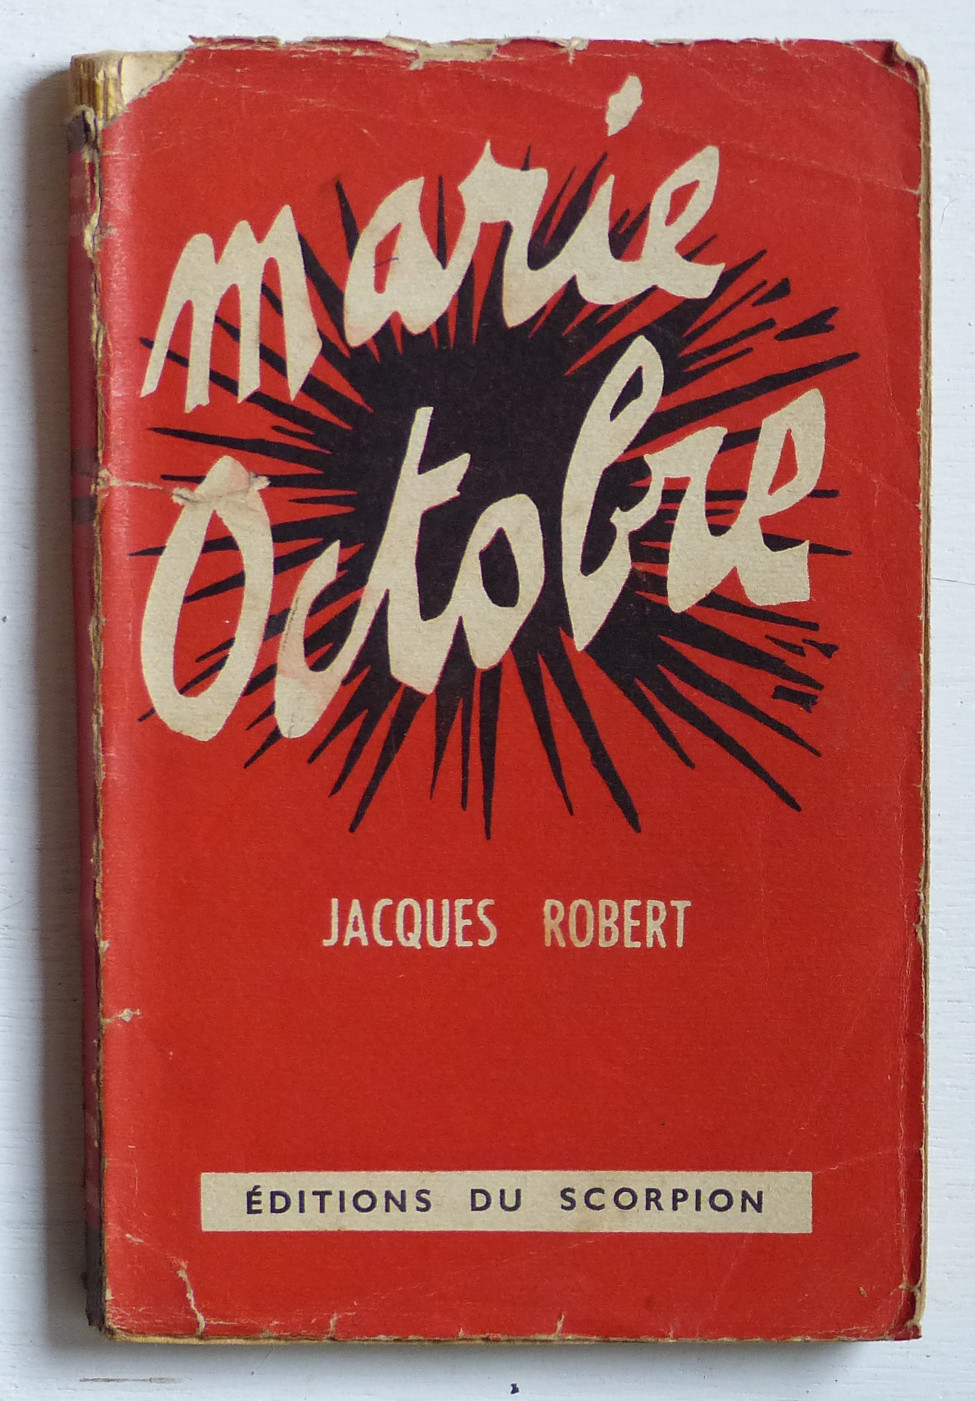 marie
Octobre
JACQUES ROBERT
ÉDITIONS DU SCORPION